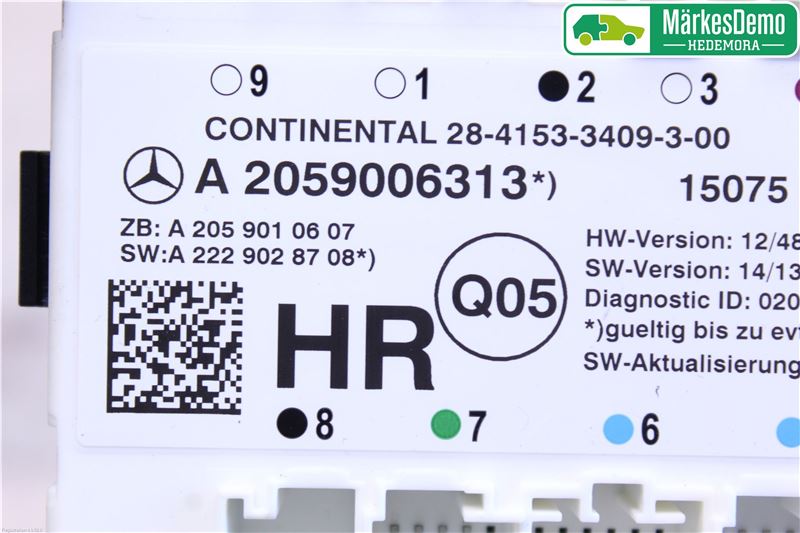 MärkesDemo
HEDEMORA
9 1 2 3
CONTINENTAL 28-4153-3409-3-00
A 2059006313*) 15075
ZB: A 205 901 06 07
SW:A 222 902 87 08*)
HW-Version: 12/48
SW-Version: 14/13
Diagnostic ID: 020
*)gueltig bis zu
SW-Aktualisierung
HR
Q05
8 7 6